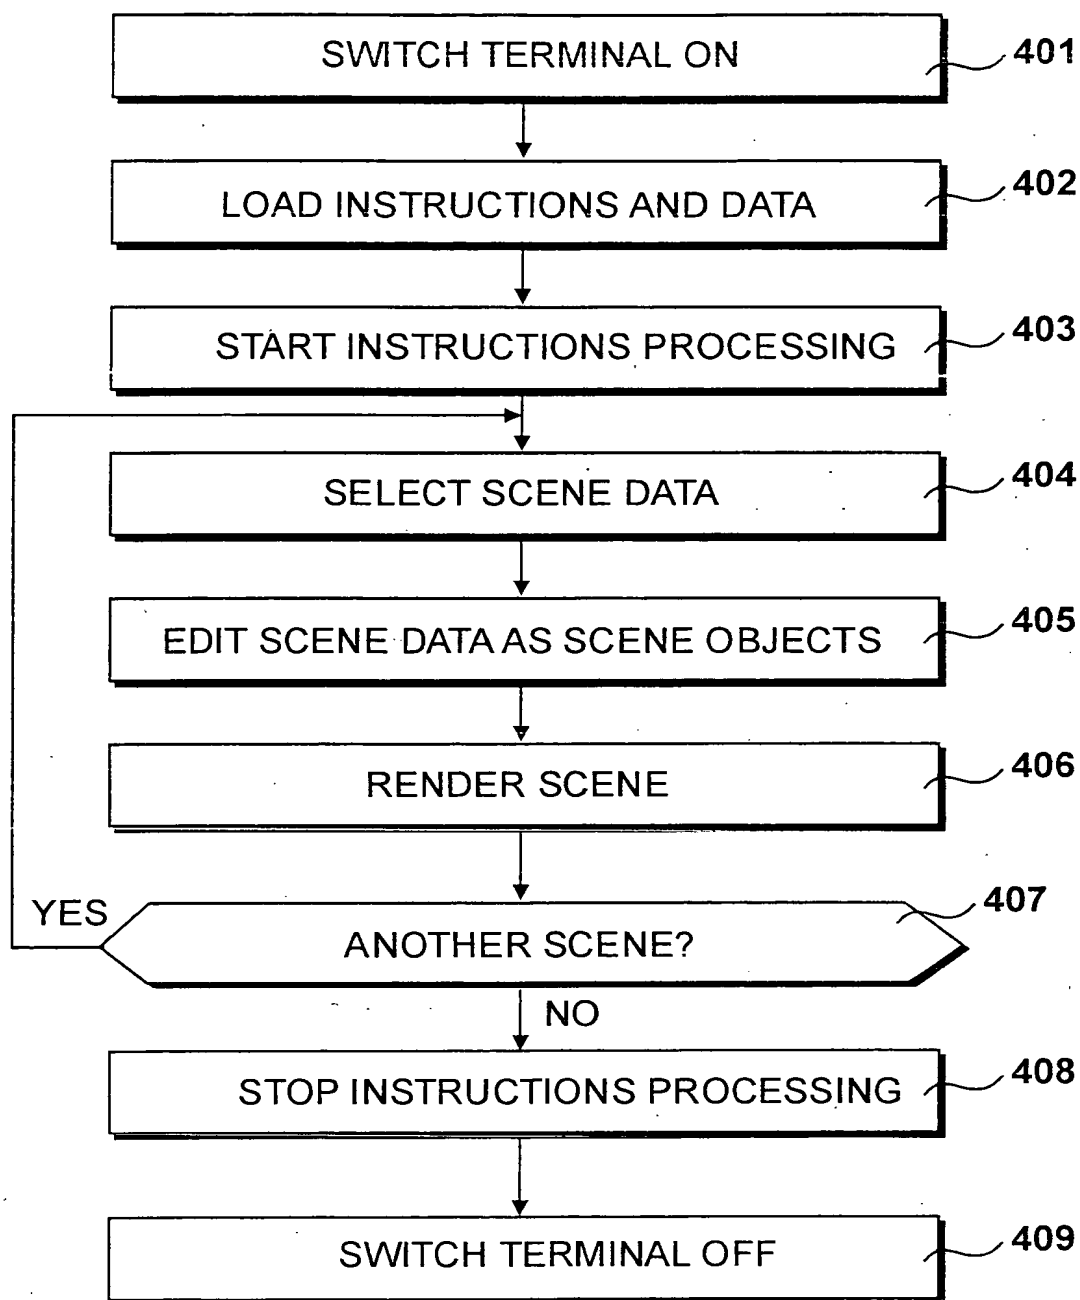 SWITCH TERMINAL ON 401
LOAD INSTRUCTIONS AND DATA 402
START INSTRUCTIONS PROCESSING 403
SELECT SCENE DATA 404
EDIT SCENE DATA AS SCENE OBJECTS 405
RENDER SCENE 406
YES
ANOTHER SCENE? 407
NO
STOP INSTRUCTIONS PROCESSING 408
SWITCH TERMINAL OFF 409